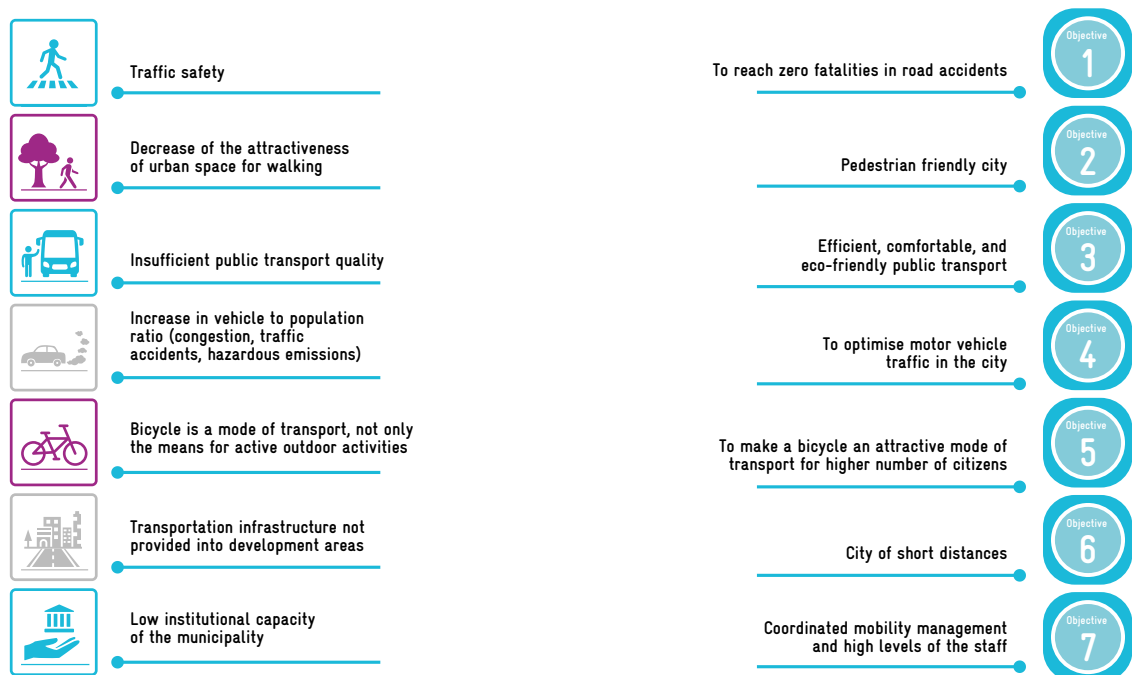 Traffic safety
To reach zero fatalities in road accidents
Objective
1
Decrease of the attractiveness
of urban space for walking
Pedestrian friendly city
Objective
2
Insufficient public transport quality
Efficient, comfortable, and
eco-friendly public transport
Objective
3
Increase in vehicle to population
ratio (congestion, traffic
accidents, hazardous emissions)
To optimise motor vehicle
traffic in the city
Objective
4
Bicycle is a mode of transport, not only
the means for active outdoor activities
To make a bicycle an attractive mode of
transport for higher number of citizens
Objective
5
Transportation infrastructure not
provided into development areas
City of short distances
Objective
6
Low institutional capacity
of the municipality
Coordinated mobility management
and high levels of the staff
Objective
7